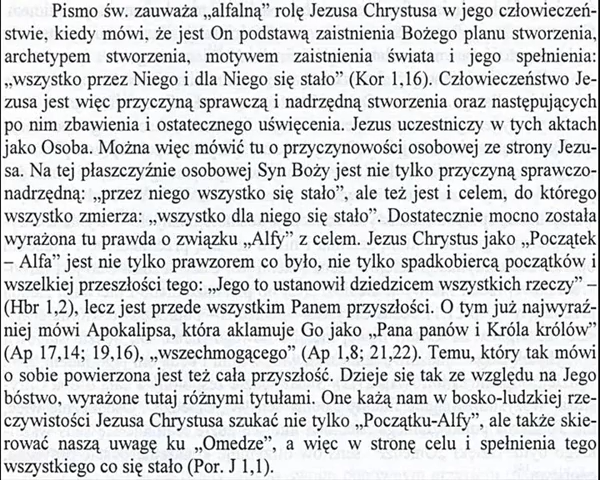 Pismo św. zauważa „alfalną” rolę Jezusa Chrystusa w jego człowieczeń-
stwie, kiedy mówi, że jest On podstawą zaistnienia Bożego planu stworzenia,
archetypem stworzenia, motywem zaistnienia świata i jego spełnienia:
„wszystko przez Niego i dla Niego się stało” (Kor 1,16). Człowieczeństwo Je-
zusa jest więc przyczyną sprawczą i nadrzędną stworzenia oraz następujących
po nim zbawienia i ostatecznego uświęcenia. Jezus uczestniczy w tych aktach
jako Osoba. Można więc mówić tu o przyczynowości osobowej ze strony Jezu-
sa. Na tej płaszczyźnie osobowej Syn Boży jest nie tylko przyczyną sprawczo-
nadrzędną: „przez niego wszystko się stało”, ale też jest i celem, do którego
wszystko zmierza: „wszystko dla niego się stało”. Dostatecznie mocno została
wyrażona tu prawda o związku „Alfy” z celem. Jezus Chrystus jako „Początek
– Alfa” jest nie tylko prawzorem co było, nie tylko spadkobiercą początków i
wszelkiej przeszłości tego: „Jego to ustanowił dziedzicem wszystkich rzeczy” –
(Hbr 1,2), lecz jest przede wszystkim Panem przyszłości. O tym już najwyraź-
niej mówi Apokalipsa, która aklamuje Go jako „Pana panów i Króla królów”
(Ap 17,14; 19,16), „wszechmogącego” (Ap 1,8; 21,22). Temu, który tak mówi
o sobie powierzona jest też cała przyszłość. Dzieje się tak ze względu na Jego
bóstwo, wyrażone tutaj różnymi tytułami. One każą nam w bosko-ludzkiej rze-
czywistości Jezusa Chrystusa szukać nie tylko „Początku-Alfy”, ale także skie-
rować naszą uwagę ku „Omedze”, a więc w stronę celu i spełnienia tego
wszystkiego co się stało (Por. J 1,1).